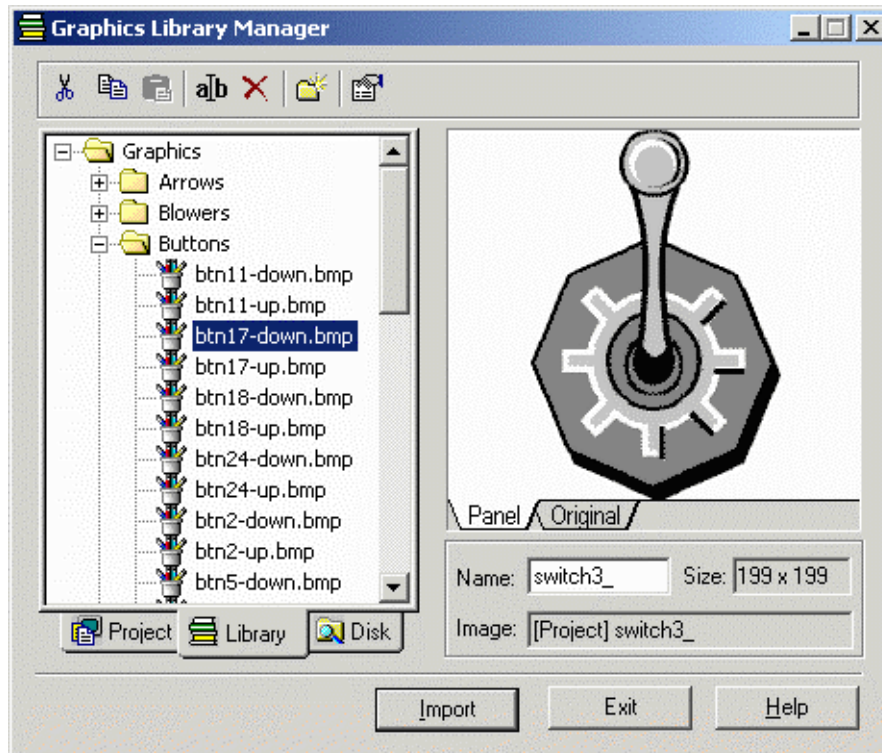 Graphics Library Manager
a b
Graphics
Arrows
Blowers
Buttons
btn11-down.bmp
btn11-up.bmp
btn17-down.bmp
btn17-up.bmp
btn18-down.bmp
btn18-up.bmp
btn24-down.bmp
btn24-up.bmp
btn2-down.bmp
btn2-up.bmp
btn5-down.bmp
Project Library Disk
Panel Original
Name: switch3_ Size: 199 x 199
Image: [Project] switch3_
Import Exit Help